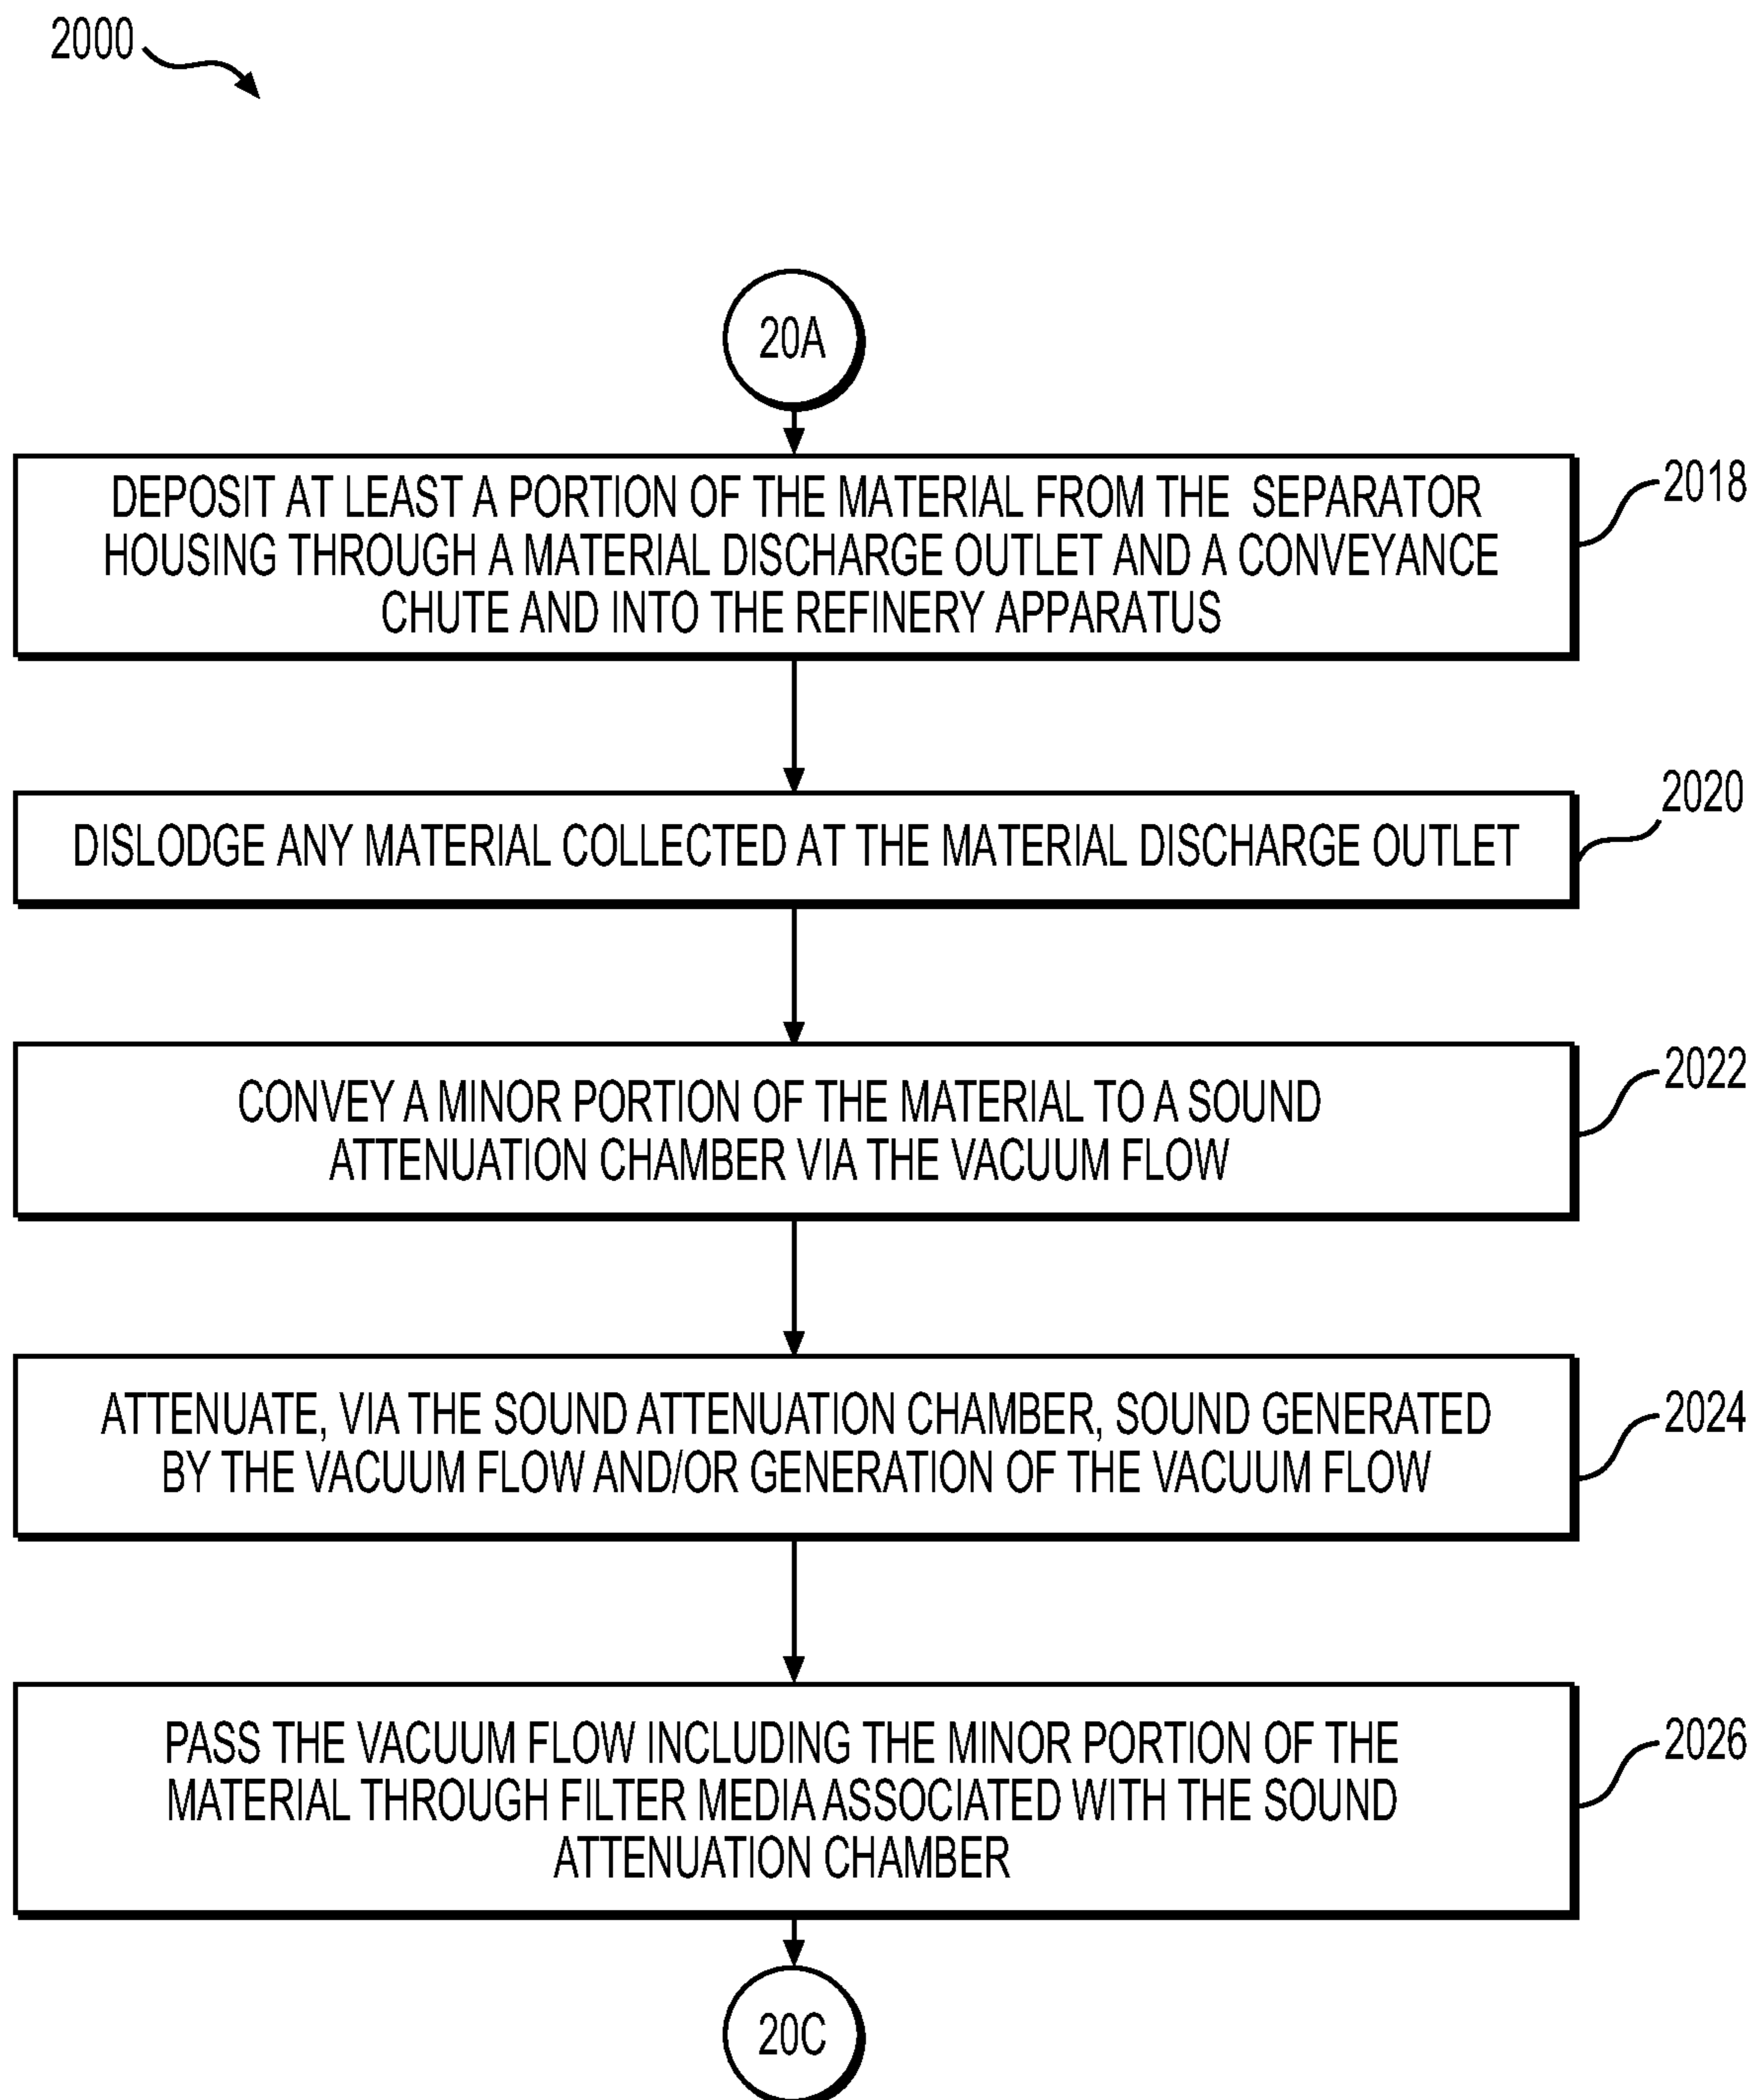 2000
20A
DEPOSIT AT LEAST A PORTION OF THE MATERIAL FROM THE SEPARATOR
HOUSING THROUGH A MATERIAL DISCHARGE OUTLET AND A CONVEYANCE
CHUTE AND INTO THE REFINERY APPARATUS
2018
DISLODGE ANY MATERIAL COLLECTED AT THE MATERIAL DISCHARGE OUTLET
2020
CONVEY A MINOR PORTION OF THE MATERIAL TO A SOUND
ATTENUATION CHAMBER VIA THE VACUUM FLOW
2022
ATTENUATE, VIA THE SOUND ATTENUATION CHAMBER, SOUND GENERATED
BY THE VACUUM FLOW AND/OR GENERATION OF THE VACUUM FLOW
2024
PASS THE VACUUM FLOW INCLUDING THE MINOR PORTION OF THE
MATERIAL THROUGH FILTER MEDIA ASSOCIATED WITH THE SOUND
ATTENUATION CHAMBER
2026
20C